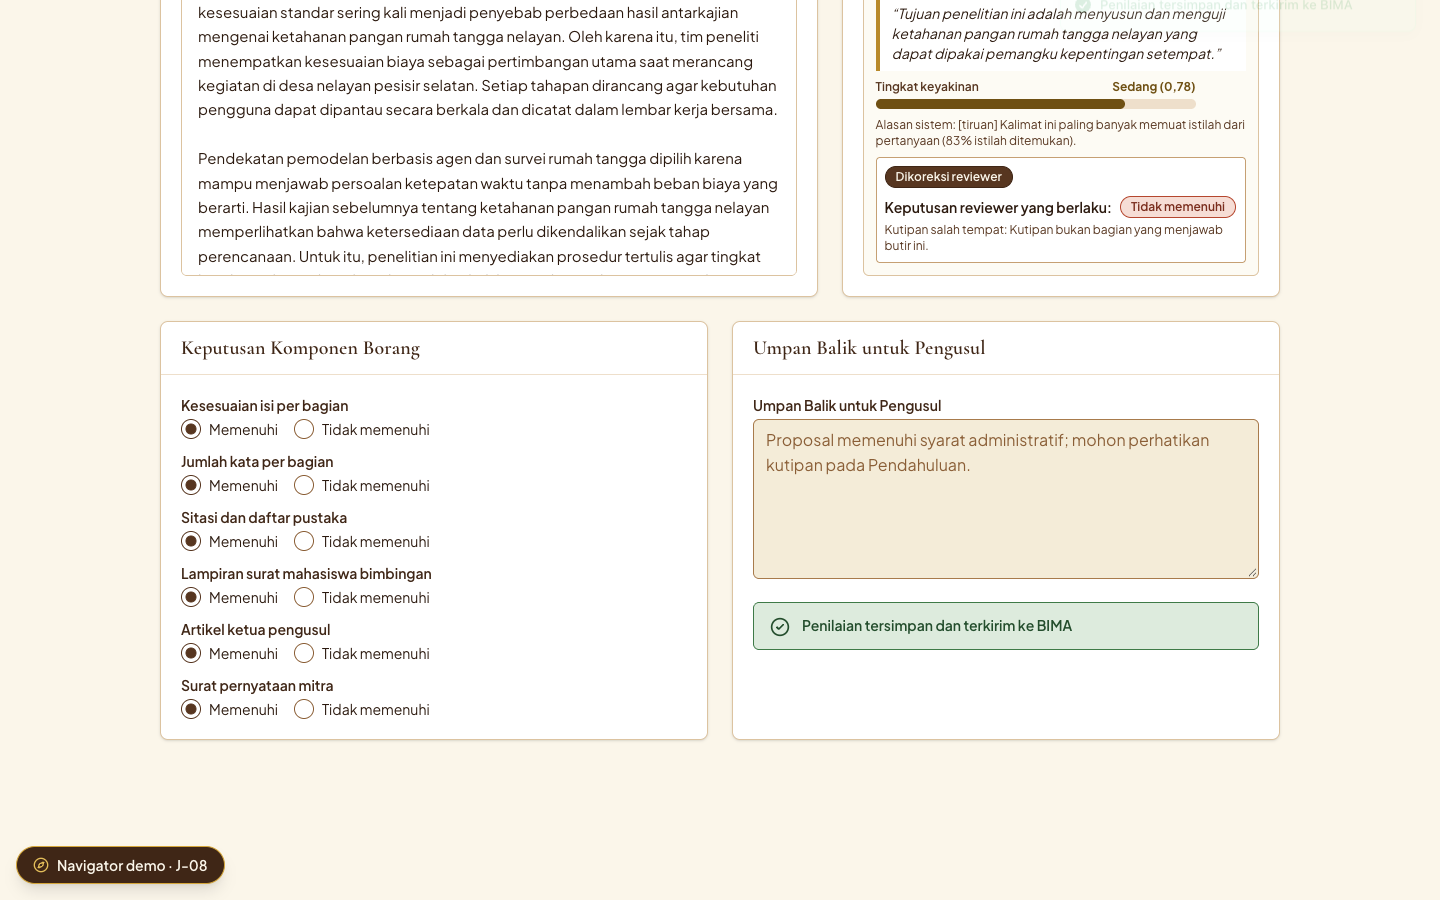 kesesuaian standar sering kali menjadi penyebab perbedaan hasil antarkajian
mengenai ketahanan pangan rumah tangga nelayan. Oleh karena itu, tim peneliti
menempatkan kesesuaian biaya sebagai pertimbangan utama saat merancang
kegiatan di desa nelayan pesisir selatan. Setiap tahapan dirancang agar kebutuhan
pengguna dapat dipantau secara berkala dan dicatat dalam lembar kerja bersama.
Pendekatan pemodelan berbasis agen dan survei rumah tangga dipilih karena
mampu menjawab persoalan ketepatan waktu tanpa menambah beban biaya yang
berarti. Hasil kajian sebelumnya tentang ketahanan pangan rumah tangga nelayan
memperlihatkan bahwa ketersediaan data perlu dikendalikan sejak tahap
perencanaan. Untuk itu, penelitian ini menyediakan prosedur tertulis agar tingkat
Penilaian tersimpan dan terkirim ke BIMA
“Tujuan penelitian ini adalah menyusun dan menguji
ketahanan pangan rumah tangga nelayan yang
dapat dipakai pemangku kepentingan setempat.”
Tingkat keyakinan Sedang (0,78)
Alasan sistem: [tiruan] Kalimat ini paling banyak memuat istilah dari
pertanyaan (83% istilah ditemukan).
Dikoreksi reviewer
Keputusan reviewer yang berlaku: Tidak memenuhi
Kutipan salah tempat: Kutipan bukan bagian yang menjawab
butir ini.
Keputusan Komponen Borang
Kesesuaian isi per bagian
Memenuhi Tidak memenuhi
Jumlah kata per bagian
Memenuhi Tidak memenuhi
Sitasi dan daftar pustaka
Memenuhi Tidak memenuhi
Lampiran surat mahasiswa bimbingan
Memenuhi Tidak memenuhi
Artikel ketua pengusul
Memenuhi Tidak memenuhi
Surat pernyataan mitra
Memenuhi Tidak memenuhi
Umpan Balik untuk Pengusul
Umpan Balik untuk Pengusul
Proposal memenuhi syarat administratif; mohon perhatikan
kutipan pada Pendahuluan.
Penilaian tersimpan dan terkirim ke BIMA
Navigator demo · J-08